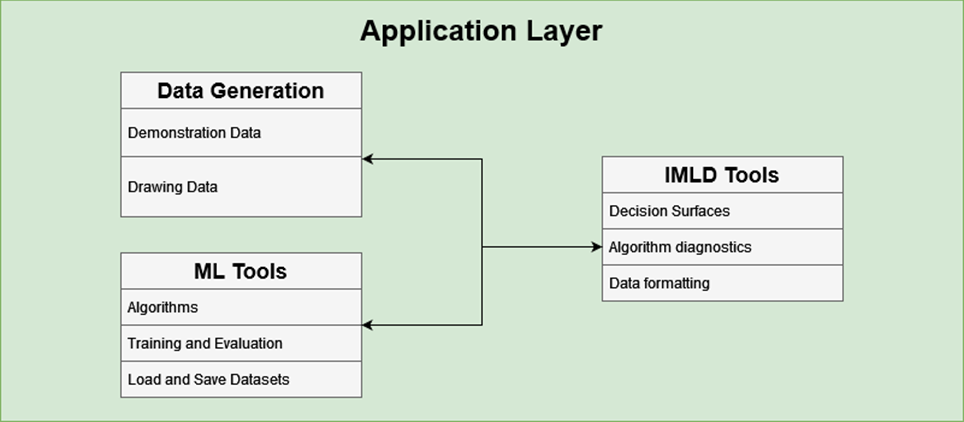 Application Layer
Data Generation
Demonstration Data
Drawing Data
ML Tools
Algorithms
Training and Evaluation
Load and Save Datasets
IMLD Tools
Decision Surfaces
Algorithm diagnostics
Data formatting